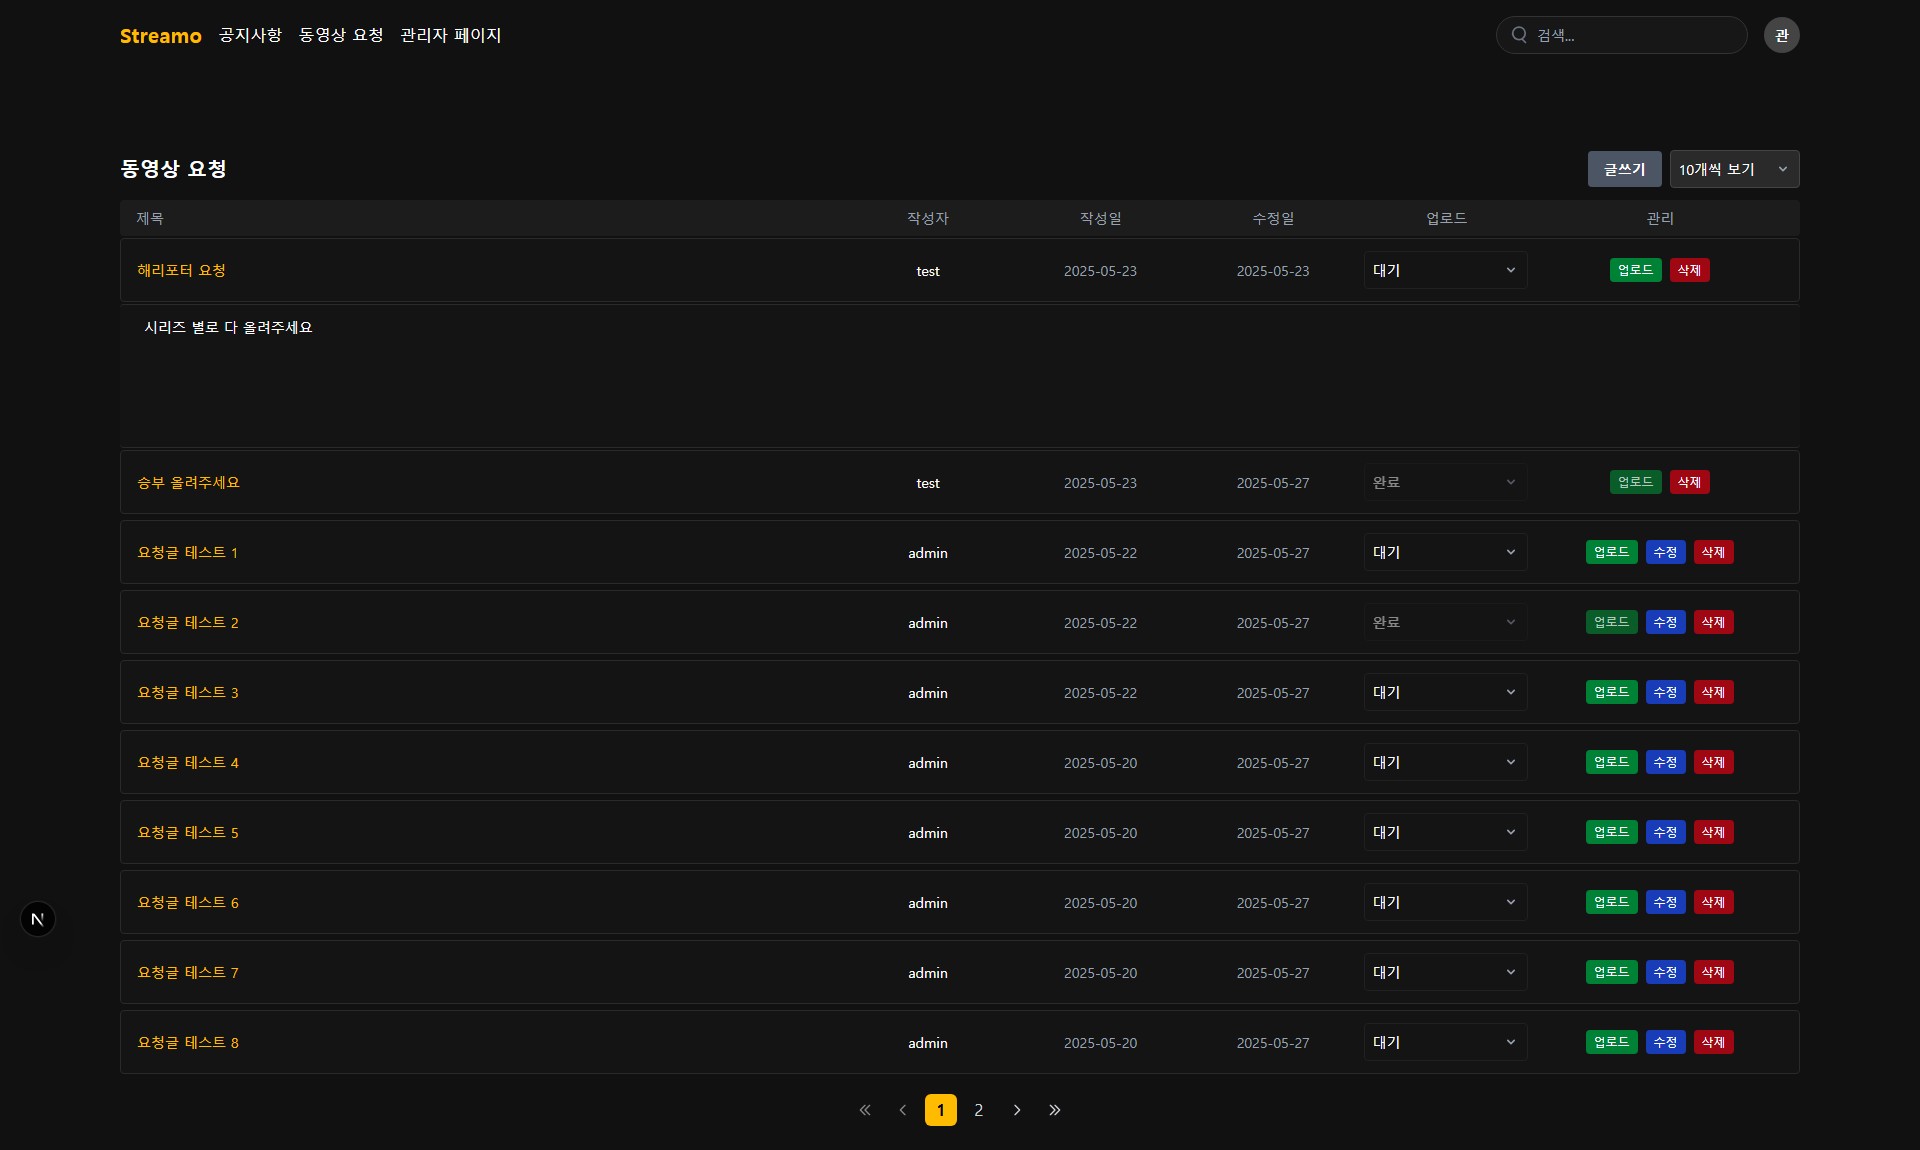 Streamo 공지사항 동영상 요청 관리자 페이지 검색... 관
동영상 요청 글쓰기 10개씩 보기
제목 작성자 작성일 수정일 업로드 관리
해리포터 요청 test 2025-05-23 2025-05-23 대기 업로드 삭제
시리즈 별로 다 올려주세요
승부 올려주세요 test 2025-05-23 2025-05-27 완료 업로드 삭제
요청글 테스트 1 admin 2025-05-22 2025-05-27 대기 업로드 수정 삭제
요청글 테스트 2 admin 2025-05-22 2025-05-27 완료 업로드 수정 삭제
요청글 테스트 3 admin 2025-05-22 2025-05-27 대기 업로드 수정 삭제
요청글 테스트 4 admin 2025-05-20 2025-05-27 대기 업로드 수정 삭제
요청글 테스트 5 admin 2025-05-20 2025-05-27 대기 업로드 수정 삭제
요청글 테스트 6 admin 2025-05-20 2025-05-27 대기 업로드 수정 삭제
N
요청글 테스트 7 admin 2025-05-20 2025-05-27 대기 업로드 수정 삭제
요청글 테스트 8 admin 2025-05-20 2025-05-27 대기 업로드 수정 삭제
« ‹ 1 2 › »